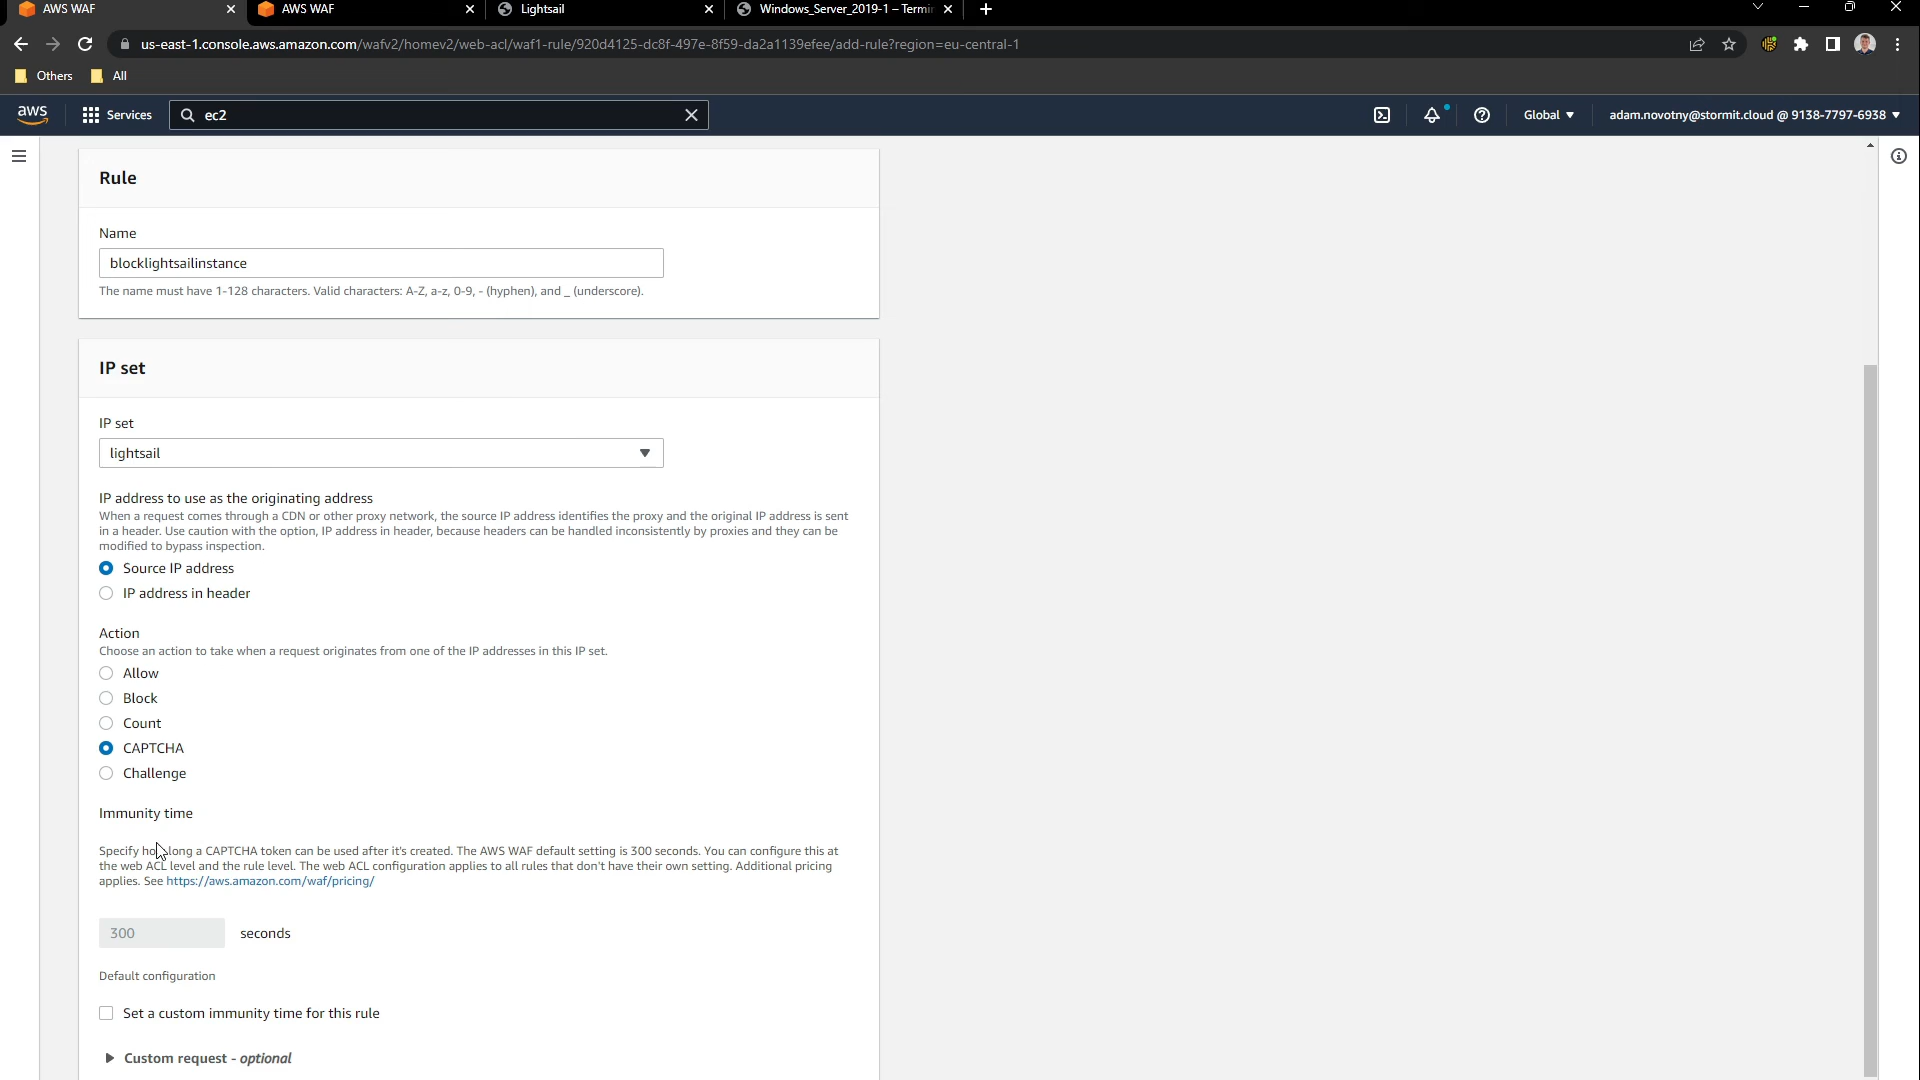 AWS WAF
AWS WAF
Lightsail
Windows_Server_2019-1 – Termin
us-east-1.console.aws.amazon.com/wafv2/homev2/web-acl/waf1-rule/920d4125-dc8f-497e-8f59-da2a1139efee/add-rule?region=eu-central-1
Others
All
aws
Services
ec2
Global
adam.novotny@stormit.cloud @ 9138-7797-6938
Rule
Name
blocklightsailinstance
The name must have 1-128 characters. Valid characters: A-Z, a-z, 0-9, - (hyphen), and _ (underscore).
IP set
IP set
lightsail
IP address to use as the originating address
When a request comes through a CDN or other proxy network, the source IP address identifies the proxy and the original IP address is sent
in a header. Use caution with the option, IP address in header, because headers can be handled inconsistently by proxies and they can be
modified to bypass inspection.
Source IP address
IP address in header
Action
Choose an action to take when a request originates from one of the IP addresses in this IP set.
Allow
Block
Count
CAPTCHA
Challenge
Immunity time
Specify how long a CAPTCHA token can be used after it's created. The AWS WAF default setting is 300 seconds. You can configure this at
the web ACL level and the rule level. The web ACL configuration applies to all rules that don't have their own setting. Additional pricing
applies. See https://aws.amazon.com/waf/pricing/
300 seconds
Default configuration
Set a custom immunity time for this rule
Custom request - optional